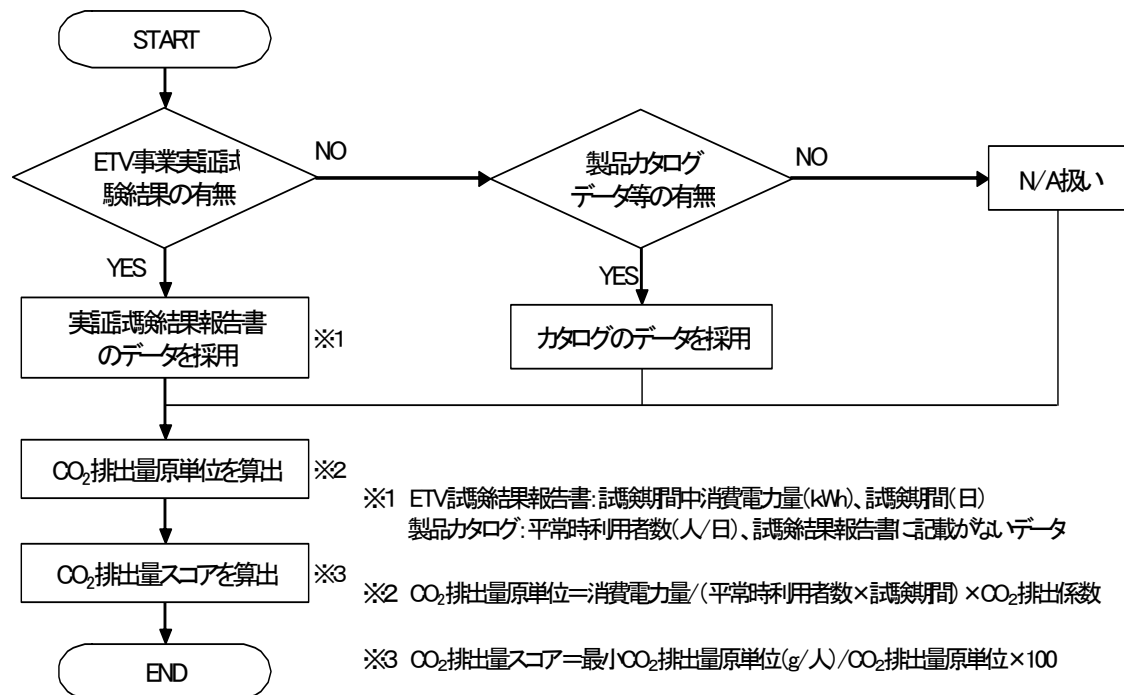 START
ETV事業実証試
験結果の有無
NO
製品カタログ
データ等の有無
NO
N/A扱い
YES
YES
実証試験結果報告書
のデータを採用
※1
カタログのデータを採用
CO₂排出量原単位を算出
※2
※1 ETV試験結果報告書:試験期間中消費電力量(kWh)、試験期間(日)
製品カタログ:平常時利用者数(人/日)、試験結果報告書に記載がないデータ
CO₂排出量スコアを算出
※3
※2 CO₂排出量原単位=消費電力量/(平常時利用者数×試験期間)×CO₂排出係数
END
※3 CO₂排出量スコア=最小CO₂排出量原単位(g/人)/CO₂排出量原単位×100